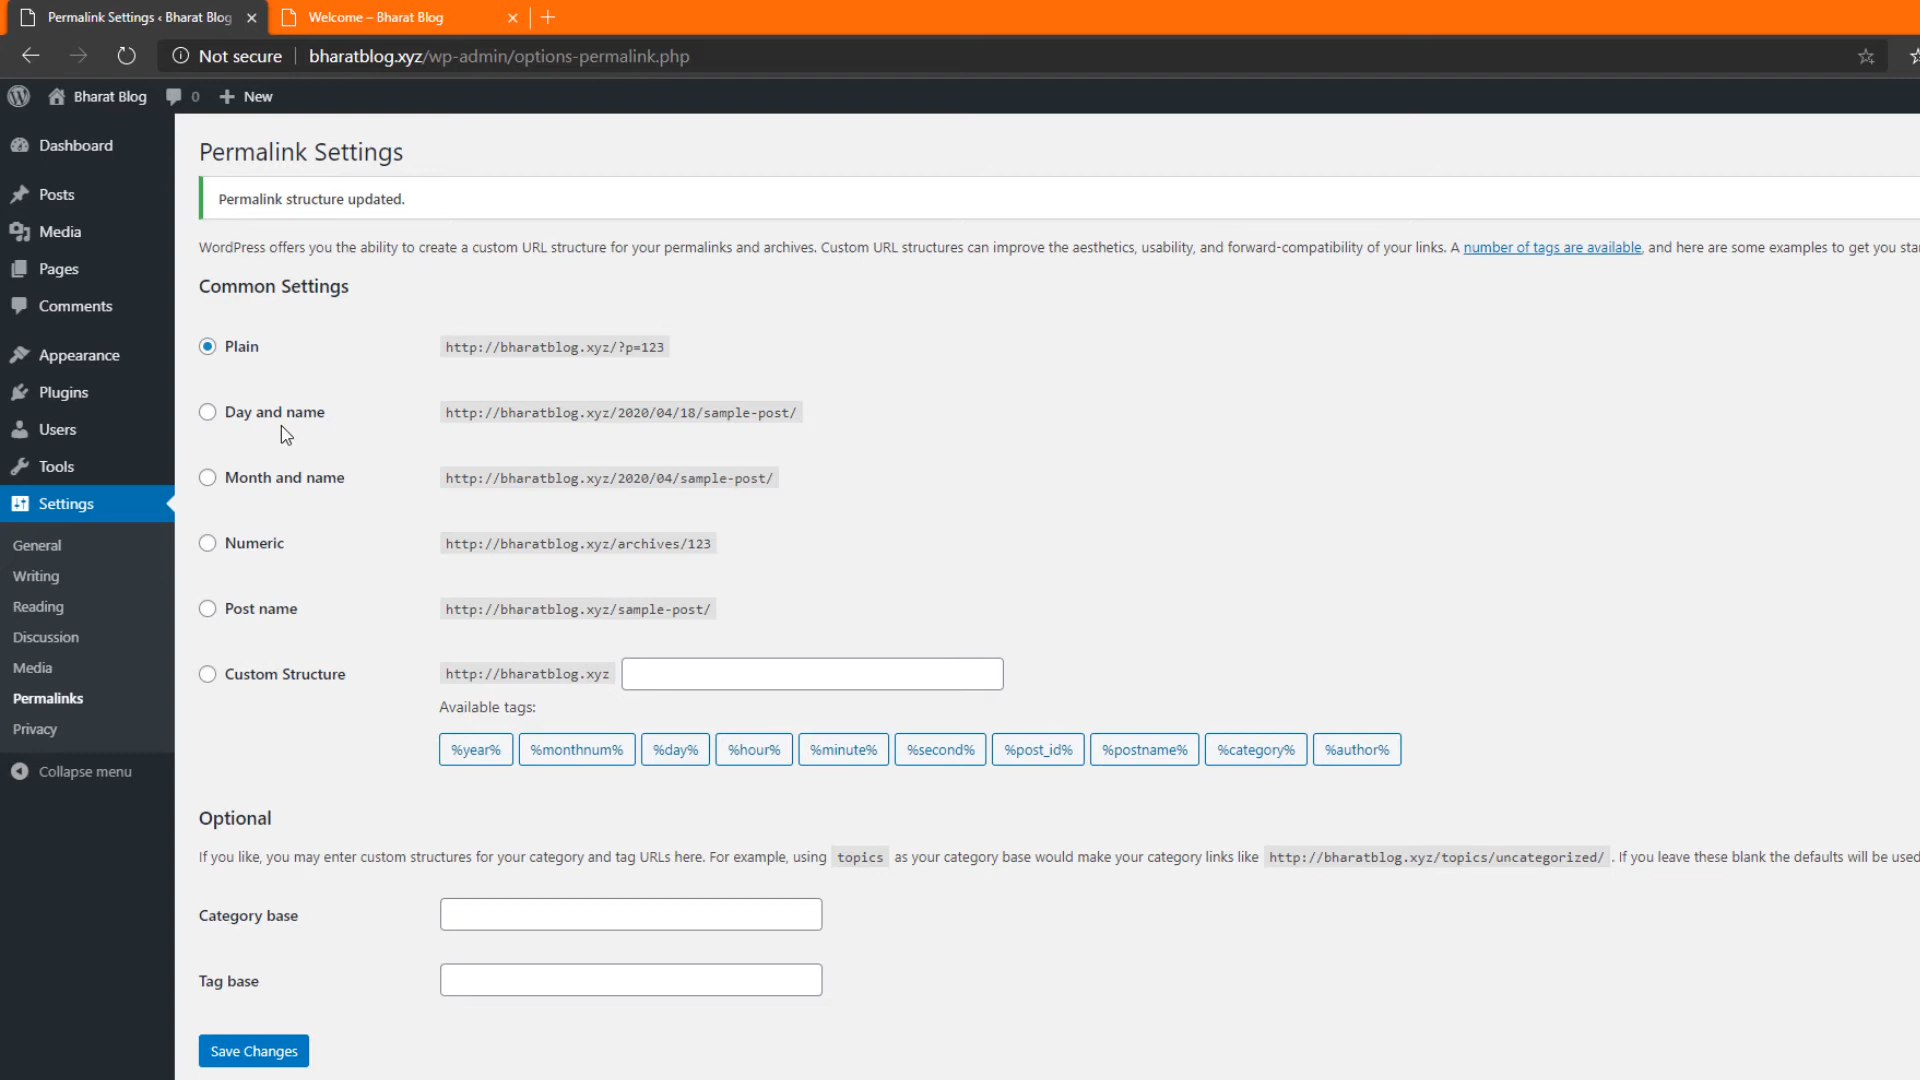 Permalink Settings ‹ Bharat Blog
Welcome – Bharat Blog
Not secure bharatblog.xyz/wp-admin/options-permalink.php
Bharat Blog 0 New
Dashboard
Posts
Media
Pages
Comments
Appearance
Plugins
Users
Tools
Settings
General
Writing
Reading
Discussion
Media
Permalinks
Privacy
Collapse menu
Permalink Settings
Permalink structure updated.
WordPress offers you the ability to create a custom URL structure for your permalinks and archives. Custom URL structures can improve the aesthetics, usability, and forward-compatibility of your links. A number of tags are available, and here are some examples to get you sta
Common Settings
Plain http://bharatblog.xyz/?p=123
Day and name http://bharatblog.xyz/2020/04/18/sample-post/
Month and name http://bharatblog.xyz/2020/04/sample-post/
Numeric http://bharatblog.xyz/archives/123
Post name http://bharatblog.xyz/sample-post/
Custom Structure http://bharatblog.xyz
Available tags:
%year% %monthnum% %day% %hour% %minute% %second% %post_id% %postname% %category% %author%
Optional
If you like, you may enter custom structures for your category and tag URLs here. For example, using topics as your category base would make your category links like http://bharatblog.xyz/topics/uncategorized/ . If you leave these blank the defaults will be used
Category base
Tag base
Save Changes